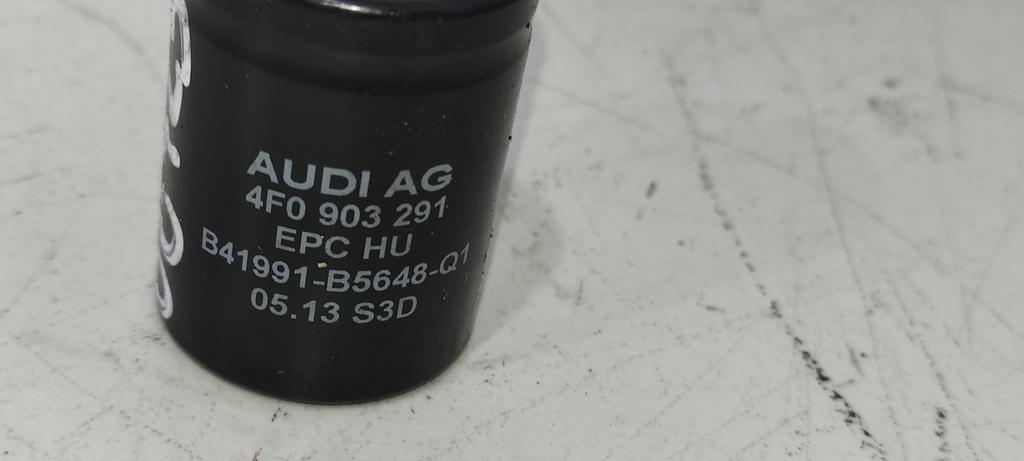 AUDI AG
4F0 903 291
EPC HU
B41991-B5648-Q1
05.13 S3D